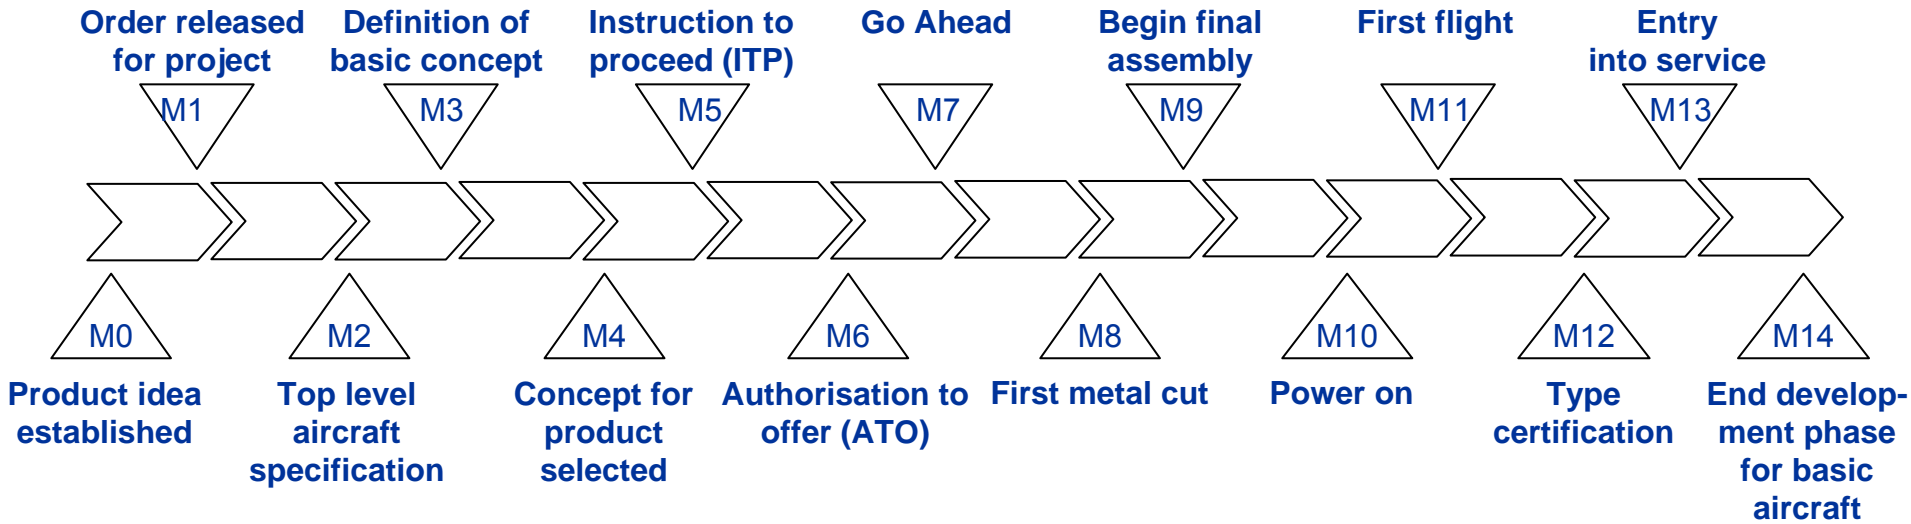 Order released
for project
Definition of
basic concept
Instruction to
proceed (ITP)
Go Ahead
Begin final
assembly
First flight
Entry
into service
M1
M3
M5
M7
M9
M11
M13
M0
M2
M4
M6
M8
M10
M12
M14
Product idea
established
Top level
aircraft
specification
Concept for
product
selected
Authorisation to
offer (ATO)
First metal cut
Power on
Type
certification
End develop-
ment phase
for basic
aircraft